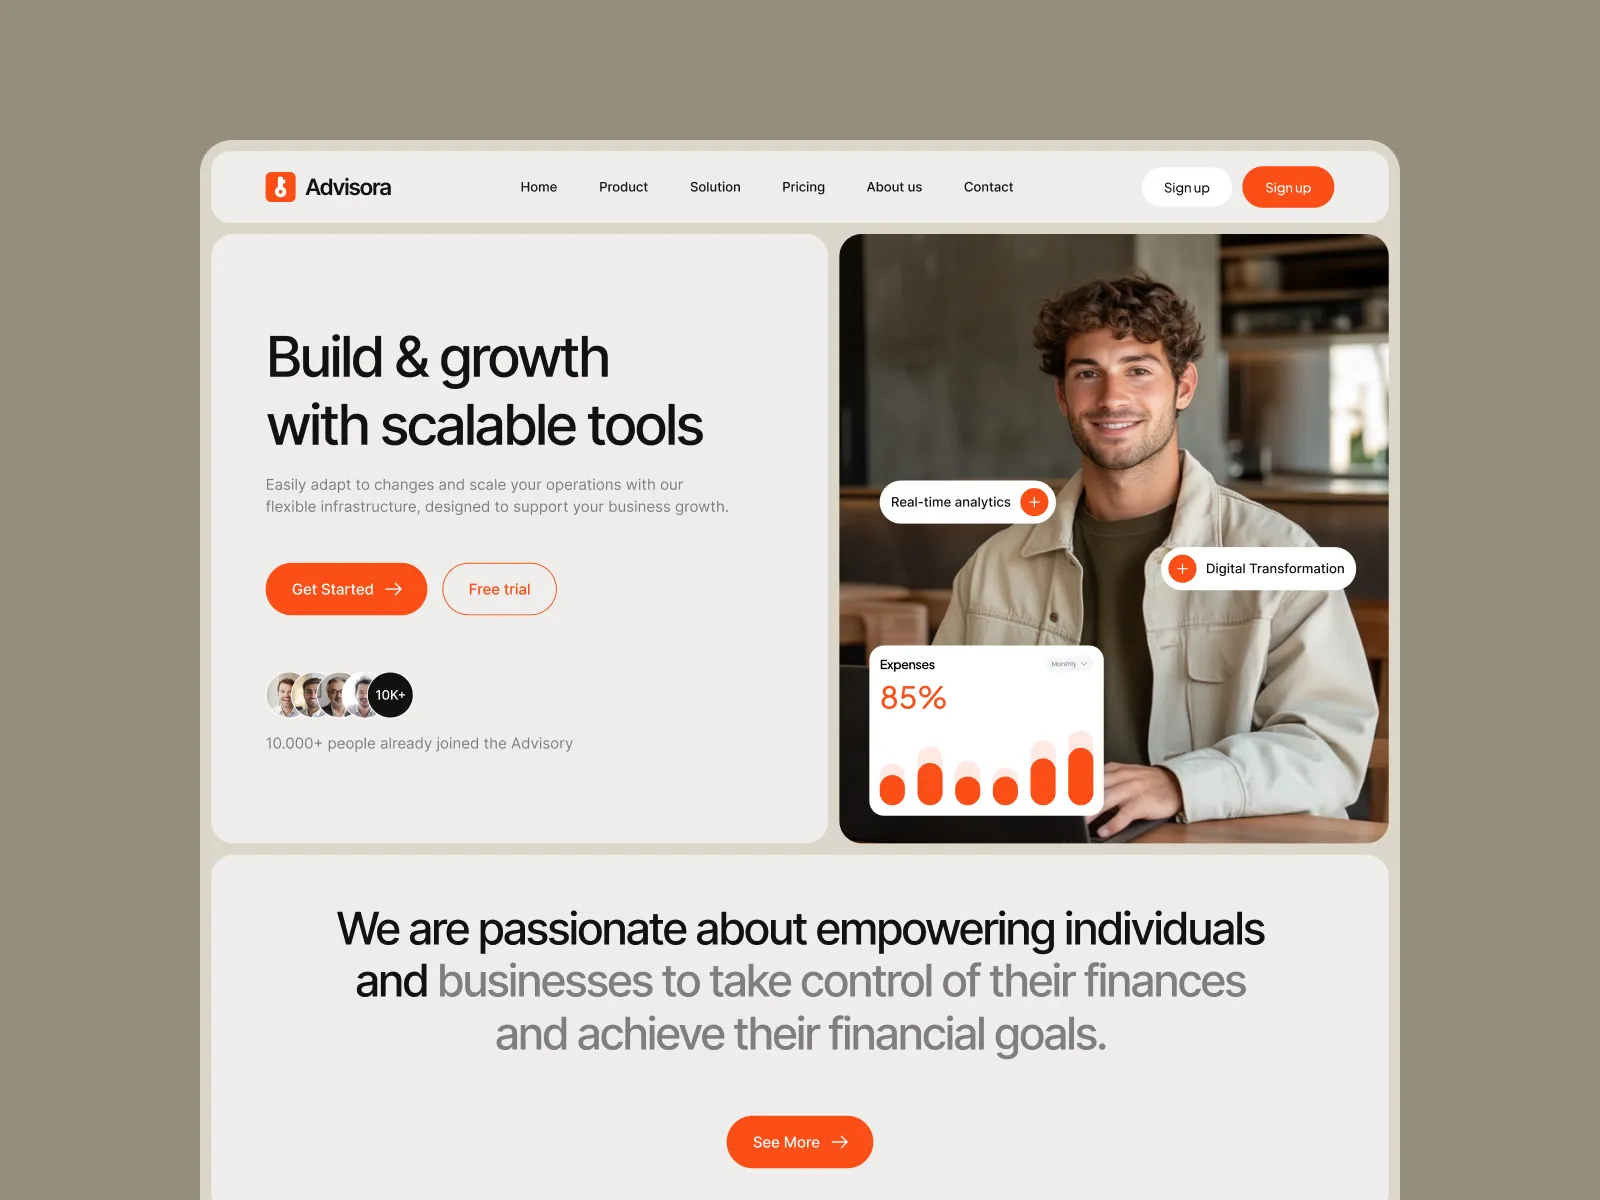 Advisora
Home
Product
Solution
Pricing
About us
Contact
Sign up
Sign up
Build & growth
with scalable tools
Easily adapt to changes and scale your operations with our
flexible infrastructure, designed to support your business growth.
Get Started
Free trial
10K+
10.000+ people already joined the Advisory
Real-time analytics
Digital Transformation
Expenses
Monthly
85%
We are passionate about empowering individuals
and businesses to take control of their finances
and achieve their financial goals.
See More